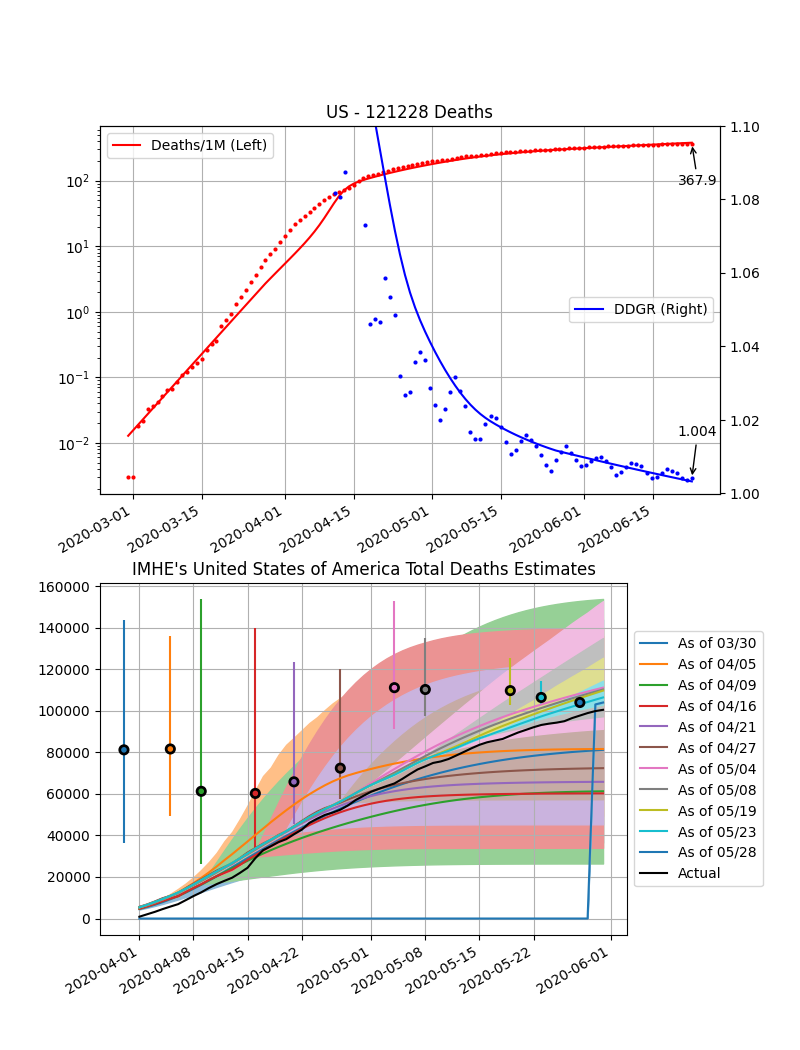 US - 121228 Deaths
Deaths/1M (Left)
DDGR (Right)
367.9
1.004
10²
10¹
10⁰
10⁻¹
10⁻²
1.10
1.08
1.06
1.04
1.02
1.00
2020-03-01
2020-03-15
2020-04-01
2020-04-15
2020-05-01
2020-05-15
2020-06-01
2020-06-15
IMHE's United States of America Total Deaths Estimates
160000
140000
120000
100000
80000
60000
40000
20000
0
2020-04-01
2020-04-08
2020-04-15
2020-04-22
2020-05-01
2020-05-08
2020-05-15
2020-05-22
2020-06-01
As of 03/30
As of 04/05
As of 04/09
As of 04/16
As of 04/21
As of 04/27
As of 05/04
As of 05/08
As of 05/19
As of 05/23
As of 05/28
Actual